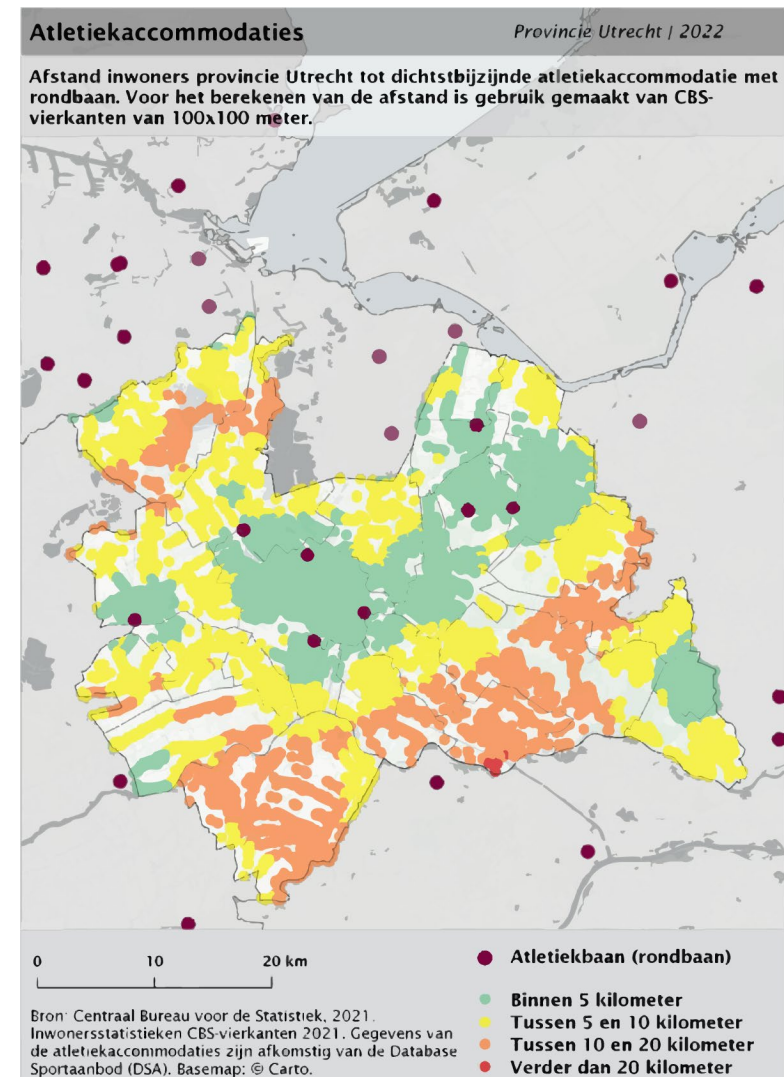 Atletiekaccommodaties
Provincie Utrecht | 2022
Afstand inwoners provincie Utrecht tot dichtstbijzijnde atletiekaccommodatie met
rondbaan. Voor het berekenen van de afstand is gebruik gemaakt van CBS-
vierkanten van 100x100 meter.
0 10 20 km
Bron: Centraal Bureau voor de Statistiek, 2021.
Inwonersstatistieken CBS-vierkanten 2021. Gegevens van
de atletiekaccommodaties zijn afkomstig van de Database
Sportaanbod (DSA). Basemap: © Carto.
Atletiekbaan (rondbaan)
Binnen 5 kilometer
Tussen 5 en 10 kilometer
Tussen 10 en 20 kilometer
Verder dan 20 kilometer